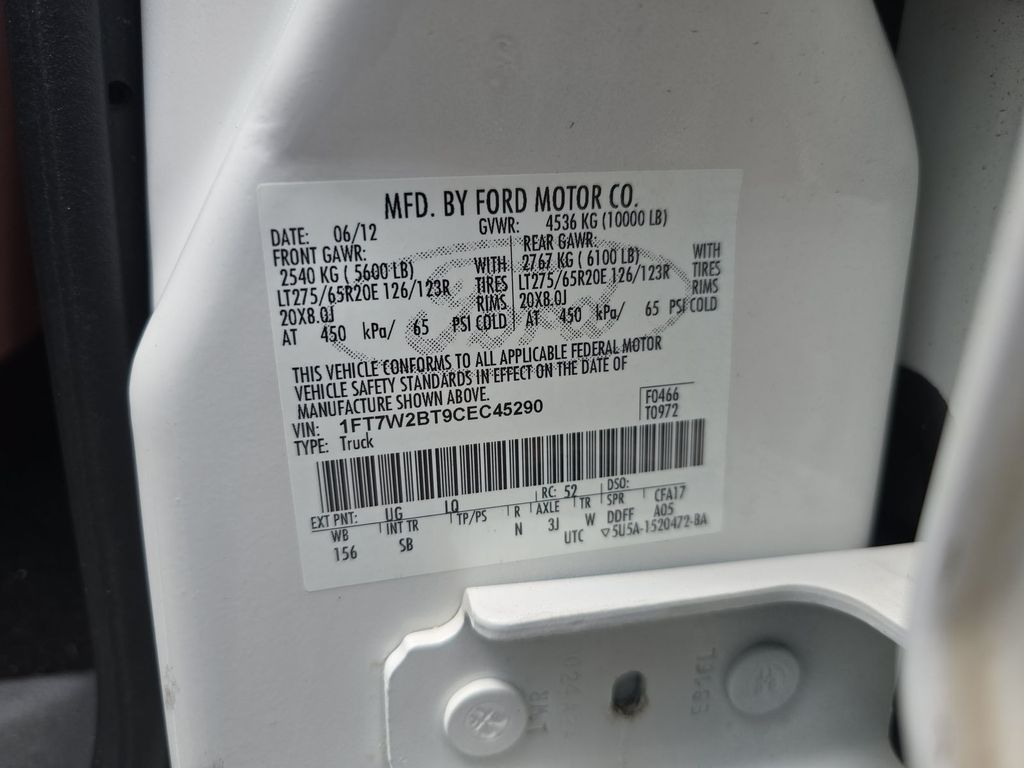 MFD. BY FORD MOTOR CO.
DATE: 06/12 GVWR: 4536 KG (10000 LB)
FRONT GAWR: REAR GAWR:
2540 KG ( 5600 LB) WITH 2767 KG ( 6100 LB) WITH
LT275/65R20E 126/123R TIRES LT275/65R20E 126/123R TIRES
20X8.0J RIMS 20X8.0J RIMS
AT 450 kPa/ 65 PSI COLD AT 450 kPa/ 65 PSI COLD
THIS VEHICLE CONFORMS TO ALL APPLICABLE FEDERAL MOTOR
VEHICLE SAFETY STANDARDS IN EFFECT ON THE DATE OF
MANUFACTURE SHOWN ABOVE.
VIN: 1FT7W2BT9CEC45290 F0466
TYPE: Truck T0972
EXT PNT: UG IQ RC: 52 DSO:
WB INT TR TP/PS R AXLE TR SPR CFA17
156 SB N 3J W DDFF A05
UTC ▽5U5A-1520472-BA